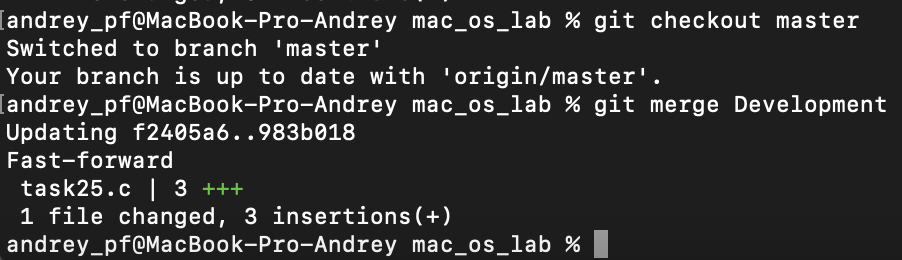 andrey_pf@MacBook-Pro-Andrey mac_os_lab % git checkout master
Switched to branch 'master'
Your branch is up to date with 'origin/master'.
andrey_pf@MacBook-Pro-Andrey mac_os_lab % git merge Development
Updating f2405a6..983b018
Fast-forward
 task25.c | 3 +++
 1 file changed, 3 insertions(+)
andrey_pf@MacBook-Pro-Andrey mac_os_lab %